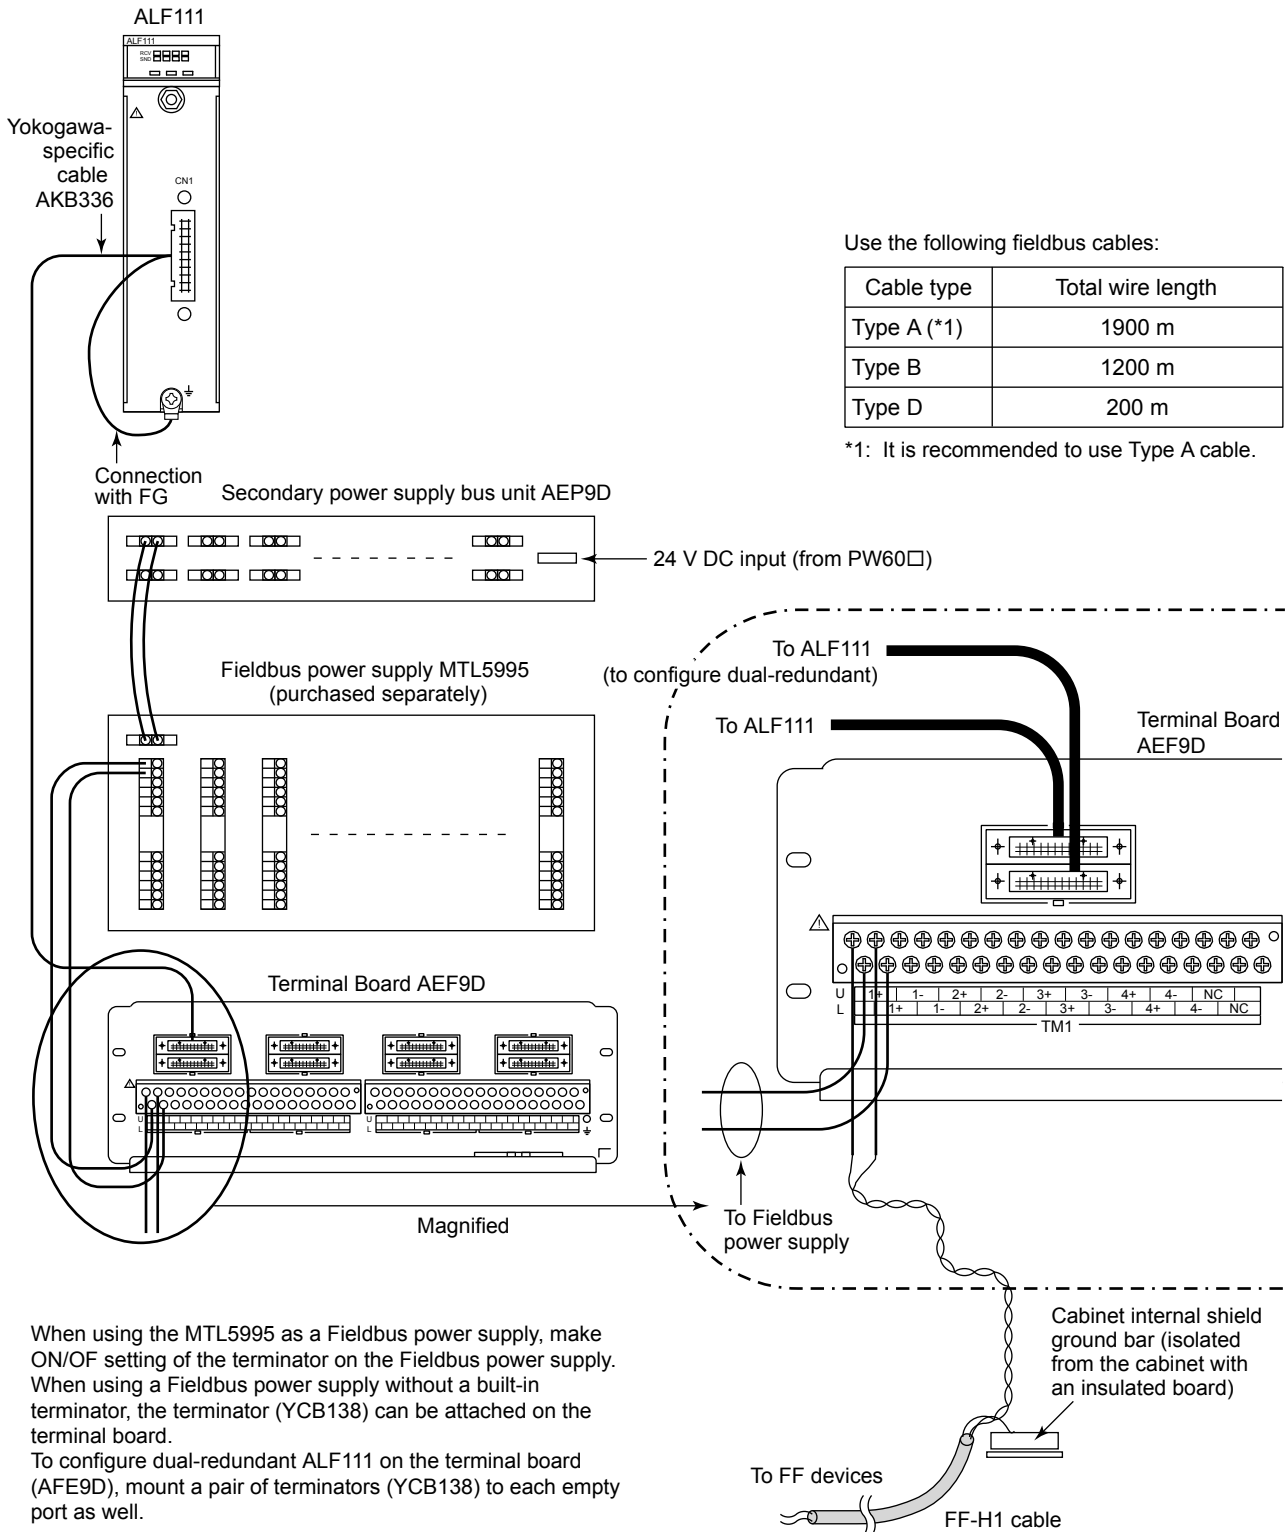 ALF111
ALF111
RCV
SND
Yokogawa-
specific
cable
AKB336
CN1
Connection
with FG
Use the following fieldbus cables:
Cable type Total wire length
Type A (*1) 1900 m
Type B 1200 m
Type D 200 m
*1: It is recommended to use Type A cable.
Secondary power supply bus unit AEP9D
24 V DC input (from PW60□)
Fieldbus power supply MTL5995
(purchased separately)
To ALF111
(to configure dual-redundant)
To ALF111
Terminal Board
AEF9D
U 1+ 1- 2+ 2- 3+ 3- 4+ 4- NC
L 1+ 1- 2+ 2- 3+ 3- 4+ 4- NC
TM1
Terminal Board AEF9D
U
L
U
L
Magnified
To Fieldbus
power supply
Cabinet internal shield
ground bar (isolated
from the cabinet with
an insulated board)
To FF devices
FF-H1 cable
When using the MTL5995 as a Fieldbus power supply, make
ON/OF setting of the terminator on the Fieldbus power supply.
When using a Fieldbus power supply without a built-in
terminator, the terminator (YCB138) can be attached on the
terminal board.
To configure dual-redundant ALF111 on the terminal board
(AFE9D), mount a pair of terminators (YCB138) to each empty
port as well.